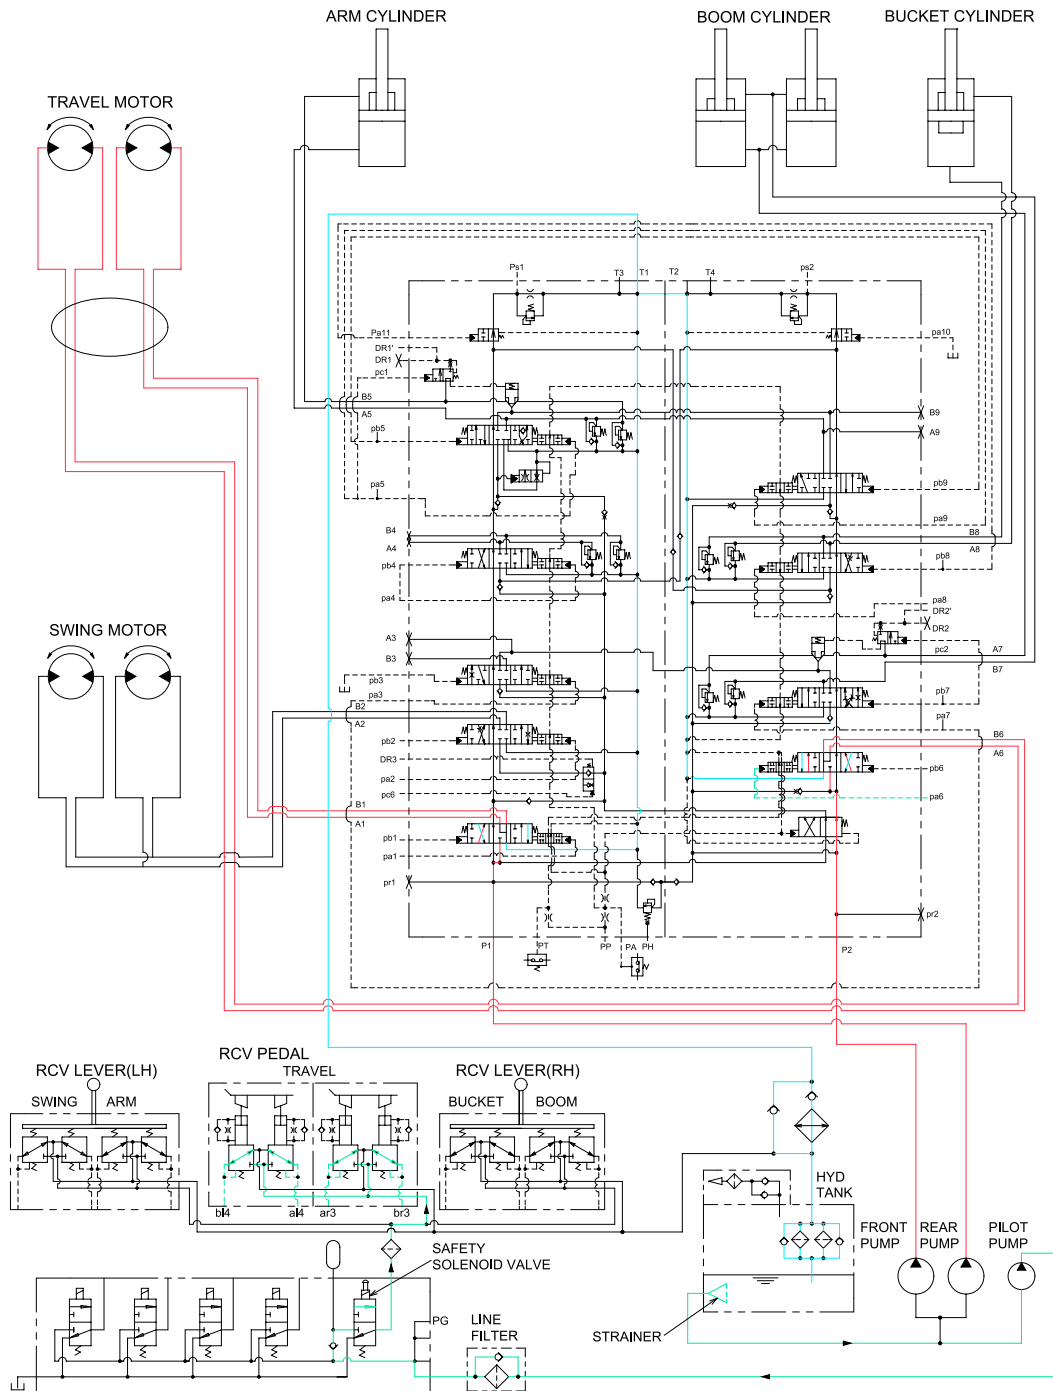 ARM CYLINDER
BOOM CYLINDER
BUCKET CYLINDER
TRAVEL MOTOR
Ps1
T3
T1
T2
T4
ps2
Pa11
pa10
DR1'
DR1
pc1
B5
A5
B9
A9
pb5
pa5
pb9
pa9
B4
A4
B8
A8
pb4
pb8
pa4
pa8
DR2'
DR2
SWING MOTOR
A3
B3
pc2
A7
B7
pb3
pa3
pb7
B2
A2
pa7
pb2
B6
DR3
A6
pa2
pb6
pc6
pa6
B1
A1
pb1
pa1
pr1
pr2
P1
PT
PP
PA
PH
P2
RCV LEVER(LH)
SWING
ARM
RCV PEDAL
TRAVEL
RCV LEVER(RH)
BUCKET
BOOM
bl4
al4
ar3
br3
HYD
TANK
FRONT
PUMP
REAR
PUMP
PILOT
PUMP
SAFETY
SOLENOID VALVE
PG
LINE
FILTER
STRAINER